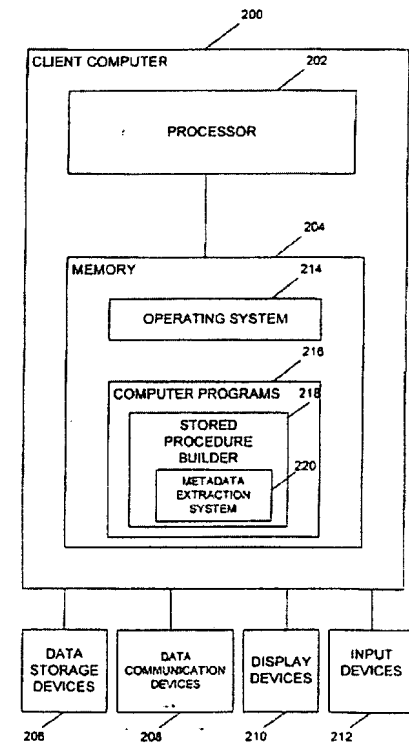 200
CLIENT COMPUTER
202
PROCESSOR
204
MEMORY
214
OPERATING SYSTEM
216
COMPUTER PROGRAMS
218
STORED
PROCEDURE
BUILDER
220
METADATA
EXTRACTION
SYSTEM
DATA
STORAGE
DEVICES
DATA
COMMUNICATION
DEVICES
DISPLAY
DEVICES
INPUT
DEVICES
206
208
210
212